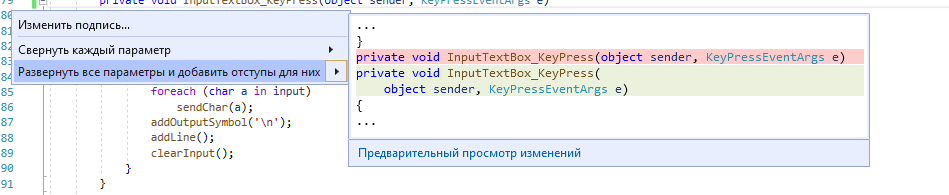 private void InputTextBox_KeyPress(object sender, KeyPressEventArgs e)
80
Изменить подпись...
81
82
Свернуть каждый параметр
83
Развернуть все параметры и добавить отступы для них
84
85 foreach (char a in input)
86 sendChar(a);
87 addOutputSymbol('\n');
88 addLine();
89 clearInput();
90 }
91 }
...
}
private void InputTextBox_KeyPress(object sender, KeyPressEventArgs e)
private void InputTextBox_KeyPress(
object sender, KeyPressEventArgs e)
{
...
Предварительный просмотр изменений